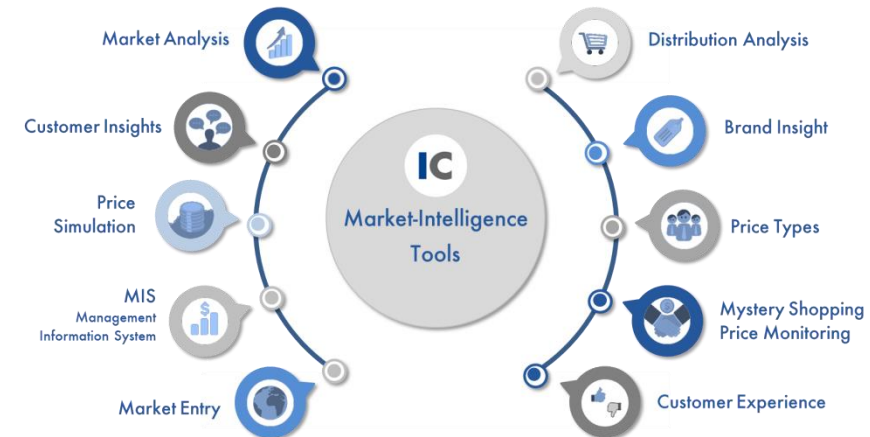 Market Analysis
Customer Insights
Price
Simulation
MIS
Management
Information System
Market Entry
IC
Market-Intelligence
Tools
Distribution Analysis
Brand Insight
Price Types
Mystery Shopping
Price Monitoring
Customer Experience
$